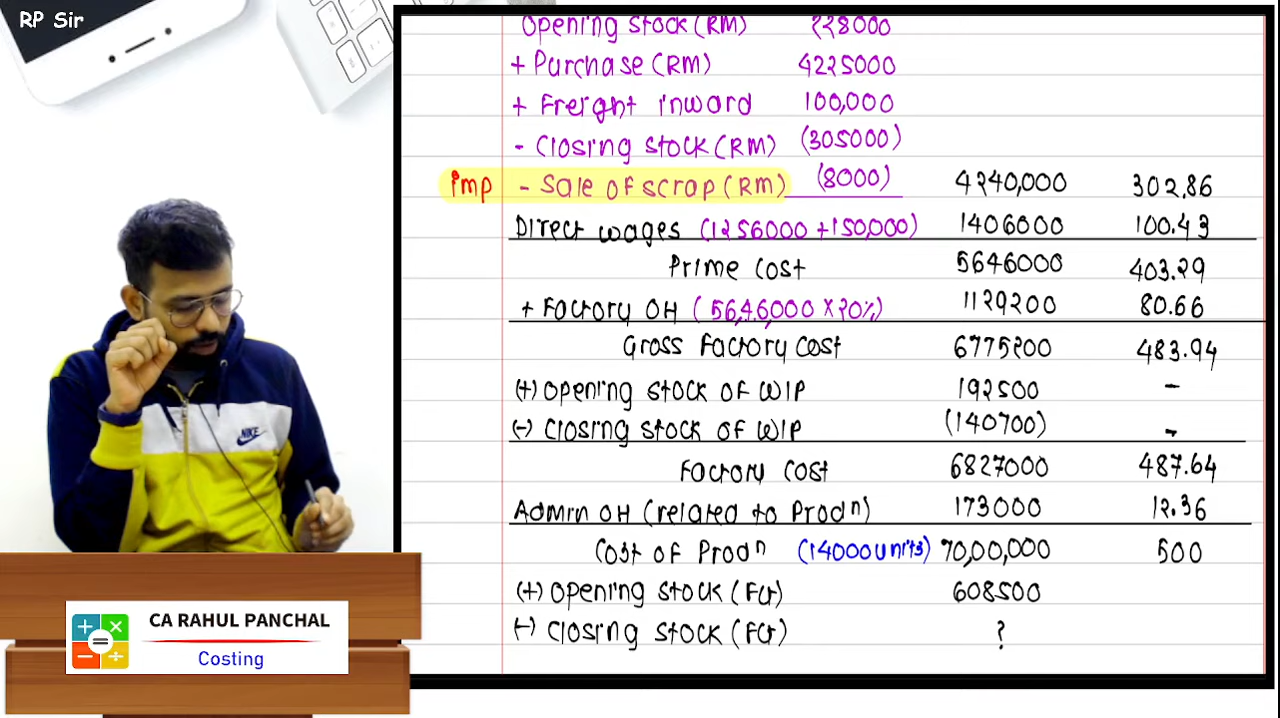 RP Sir
Opening stock (RM) 228000
+ Purchase (RM) 4225000
+ Freight inward 100,000
- Closing stock (RM) (305000)
imp - Sale of scrap (RM) (8000) 4240,000 302.86
Direct wages (1256000 + 150,000) 1406000 100.43
Prime Cost 5646000 403.29
+ Factory OH (56,46,000 × 20%) 1129200 80.66
Gross Factory Cost 6775200 483.94
(+) Opening stock of WIP 192500 -
(-) Closing stock of WIP (140700) -
Factory Cost 6827000 487.64
Admin OH (related to Prodⁿ) 173000 12.36
Cost of Prodⁿ (14000 units) 70,00,000 500
(+) Opening stock (FG) 608500
(-) Closing stock (FG) ?
NIKE
CA RAHUL PANCHAL
Costing